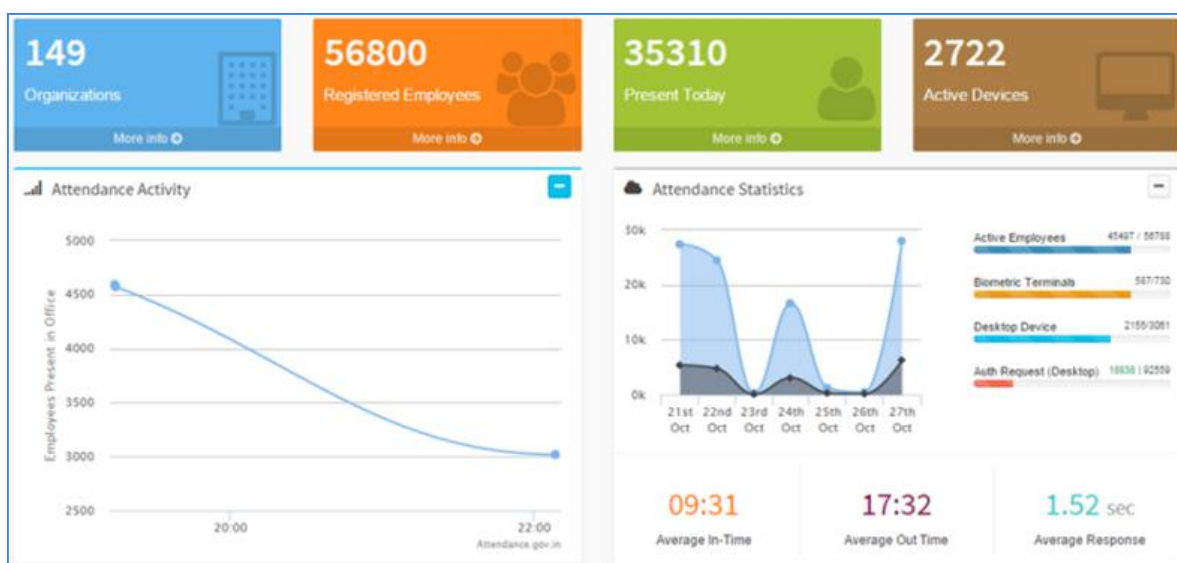 149
Organizations
More info
56800
Registered Employees
More info
35310
Present Today
More info
2722
Active Devices
More info
Attendance Activity
5000
4500
4000
3500
3000
2500
Employees Present in Office
20:00
22:00
Attendance.gov.in
Attendance Statistics
30k
20k
10k
0k
21st Oct
22nd Oct
23rd Oct
24th Oct
25th Oct
26th Oct
27th Oct
Active Employees
Biometric Terminals
587/730
Desktop Device
Auth Request (Desktop)
09:31
Average In-Time
17:32
Average Out Time
1.52 sec
Average Response